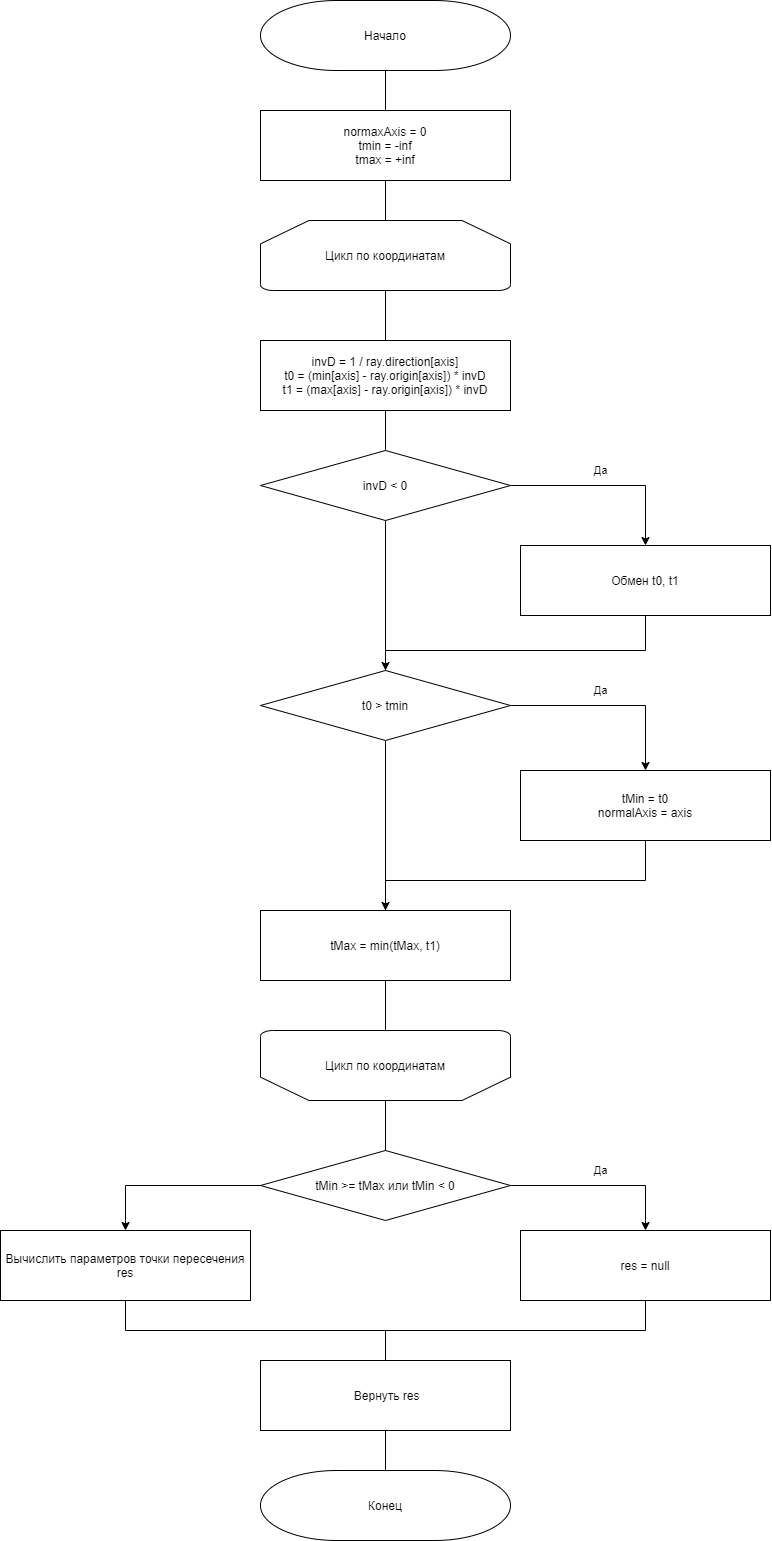 Начало
normaxAxis = 0
tmin = -inf
tmax = +inf
Цикл по координатам
invD = 1 / ray.direction[axis]
t0 = (min[axis] - ray.origin[axis]) * invD
t1 = (max[axis] - ray.origin[axis]) * invD
invD < 0
Да
Обмен t0, t1
t0 > tmin
Да
tMin = t0
normalAxis = axis
tMax = min(tMax, t1)
Цикл по координатам
tMin >= tMax или tMin < 0
Да
Вычислить параметров точки пересечения
res
res = null
Вернуть res
Конец